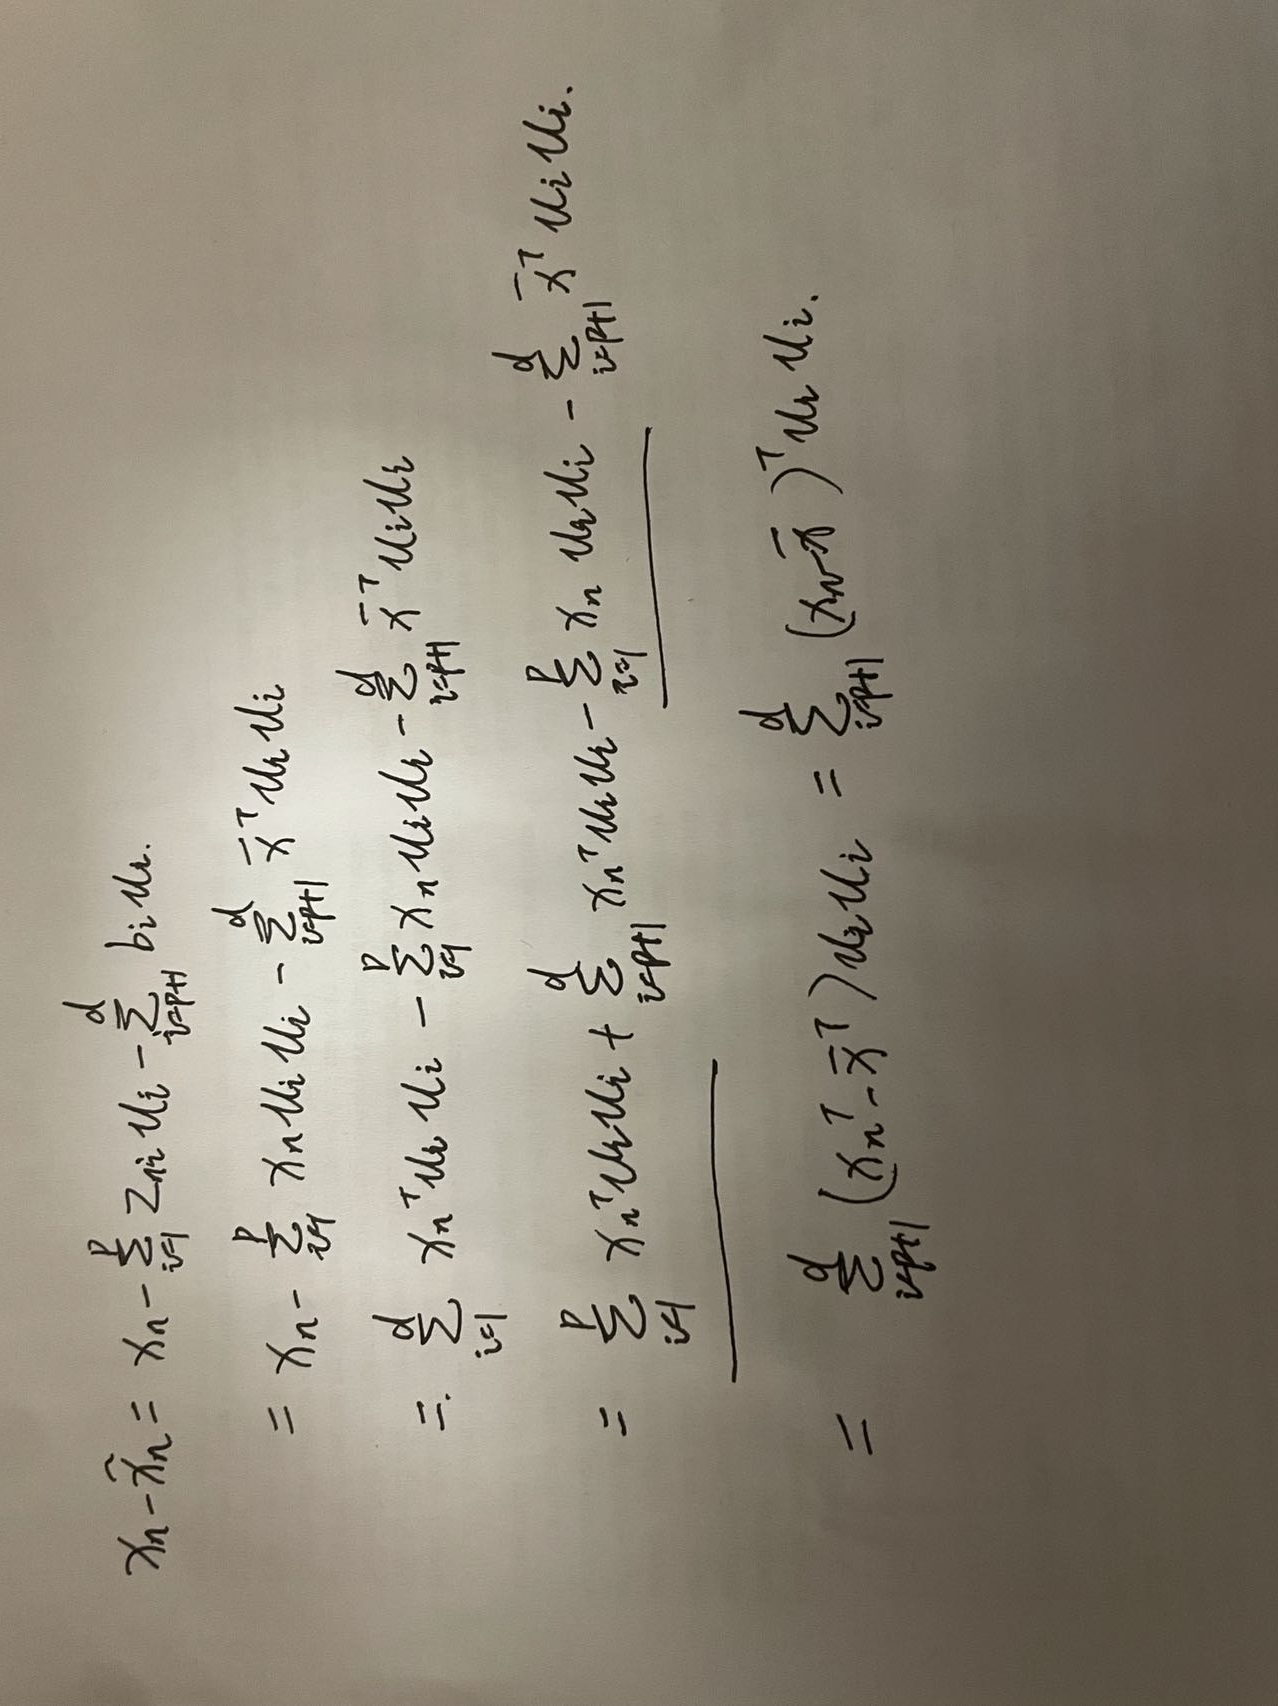 xₙ - x̃ₙ = xₙ - Σ_{i=1}^{p} zₙᵢ uᵢ - Σ_{i=p+1}^{d} bᵢ uᵢ.
= xₙ - Σ_{i=1}^{p} xₙ uᵢ uᵢ - Σ_{i=p+1}^{d} x̄ᵀ uᵢ uᵢ
=. Σ_{i=1}^{d} xₙᵀ uᵢ uᵢ - Σ_{i=1}^{p} xₙ uᵢ uᵢ - Σ_{i=p+1}^{d} x̄ᵀ uᵢ uᵢ
= Σ_{i=1}^{p} xₙᵀ uᵢ uᵢ + Σ_{i=p+1}^{d} xₙᵀ uᵢ uᵢ - Σ_{i=1}^{p} xₙ uᵢ uᵢ - Σ_{i=p+1}^{d} x̄ᵀ uᵢ uᵢ.
= Σ_{i=p+1}^{d} (xₙᵀ - x̄ᵀ) uᵢ uᵢ = Σ_{i=p+1}^{d} (xₙ - x̄)ᵀ uᵢ uᵢ.